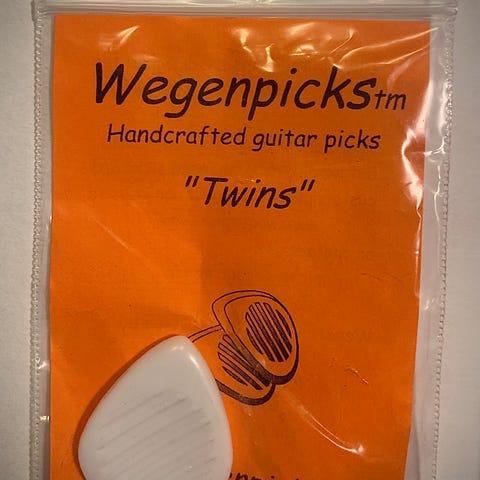 Wegenpickstm
Handcrafted guitar picks
"Twins"